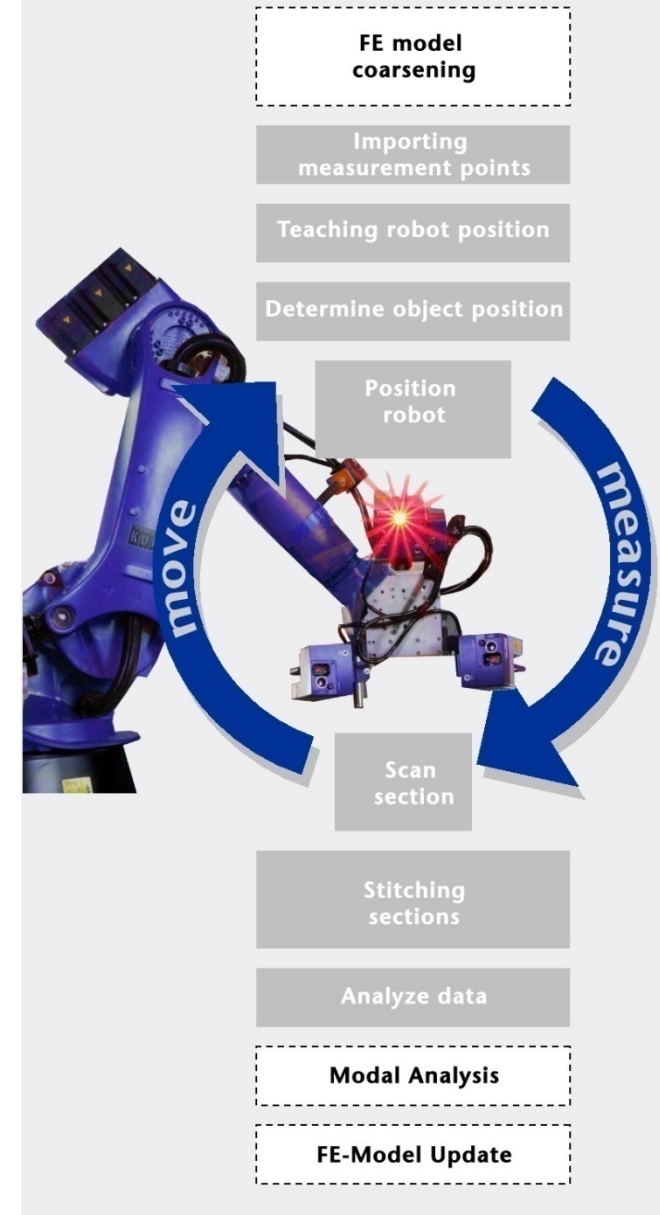 FE model
coarsening
Importing
measurement points
Teaching robot position
Determine object position
Position
robot
move
measure
Scan
section
Stitching
sections
Analyze data
Modal Analysis
FE-Model Update